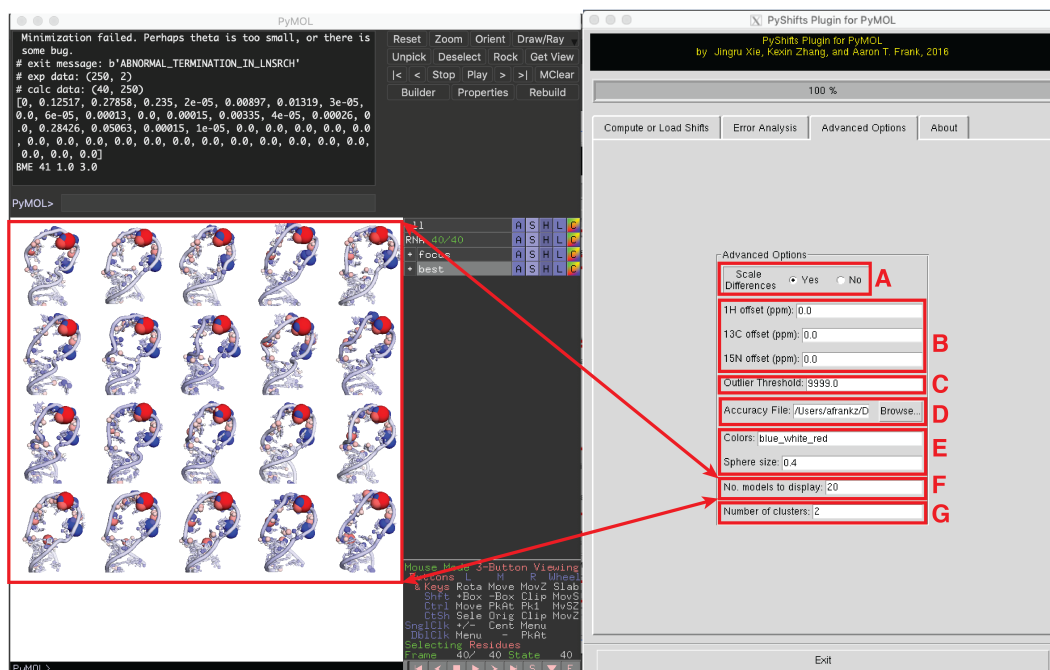 PyMOL
Minimization failed. Perhaps theta is too small, or there is
some bug.
# exit message: b'ABNORMAL_TERMINATION_IN_LNSRCH'
# exp data: (250, 2)
# calc data: (40, 250)
[0, 0.12517, 0.27858, 0.235, 2e-05, 0.00897, 0.01319, 3e-05,
0.0, 6e-05, 0.00013, 0.0, 0.00015, 0.00335, 4e-05, 0.00026, 0
.0, 0.28426, 0.05063, 0.00015, 1e-05, 0.0, 0.0, 0.0, 0.0, 0.0
, 0.0, 0.0, 0.0, 0.0, 0.0, 0.0, 0.0, 0.0, 0.0, 0.0, 0.0, 0.0,
0.0, 0.0, 0.0]
BME 41 1.0 3.0
PyMOL>
Reset Zoom Orient Draw/Ray
Unpick Deselect Rock Get View
|< < Stop Play > >| MClear
Builder Properties Rebuild
ll A S H L C
RNA 40/40 A S H L C
+ focus A S H L C
+ best A S H L C
Mouse Mode 3-Button Viewing
Buttons L M R Wheel
& Keys Rota Move MovZ Slab
Shft +Box -Box Clip MovS
Ctrl Move PkAt Pk1 MvSZ
CtSh Sele Orig Clip MovZ
SnglClk +/- Cent Menu
DblClk Menu - PkAt
Selecting Residues
Frame 40/ 40 State 40
S F
PyMOL>
X PyShifts Plugin for PyMOL
PyShifts Plugin for PyMOL
by Jingru Xie, Kexin Zhang, and Aaron T. Frank, 2016
100 %
Compute or Load Shifts Error Analysis Advanced Options About
Advanced Options
Scale
Differences Yes No A
1H offset (ppm): 0.0
13C offset (ppm): 0.0
B
15N offset (ppm): 0.0
Outlier Threshold: 9999.0 C
Accuracy File: /Users/afrankz/D Browse... D
Colors: blue_white_red
E
Sphere size: 0.4
No. models to display: 20 F
Number of clusters: 2 G
Exit